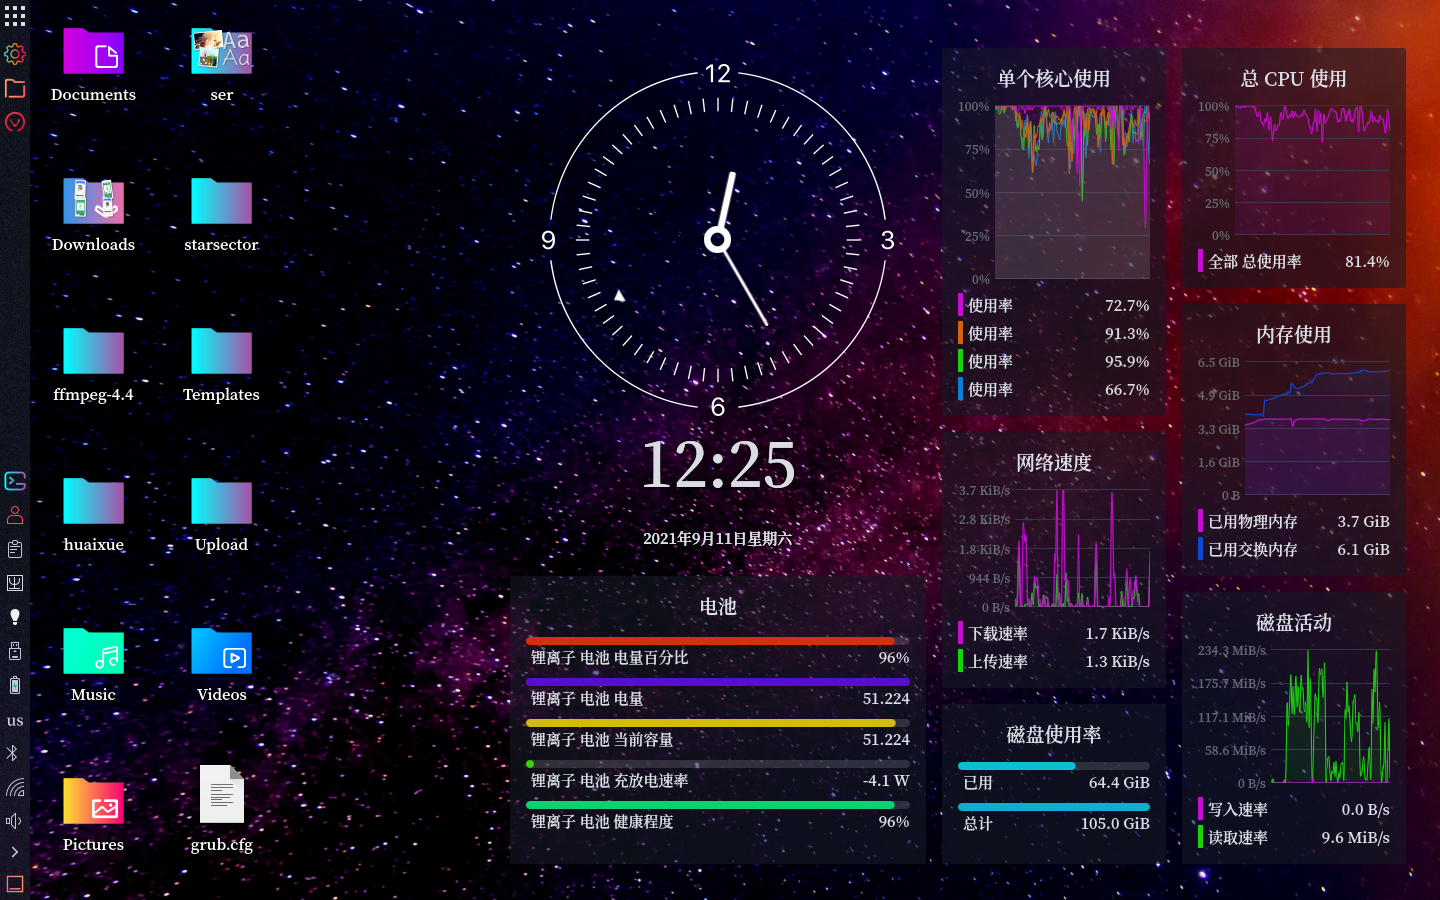 Documents
ser
Downloads
starsector
ffmpeg-4.4
Templates
huaixue
Upload
Music
Videos
Pictures
grub.cfg
us
12
3
6
9
12:25
2021年9月11日星期六
电池
锂离子 电池 电量百分比 96%
锂离子 电池 电量 51.224
锂离子 电池 当前容量 51.224
锂离子 电池 充放电速率 -4.1 W
锂离子 电池 健康程度 96%
单个核心使用
100%
75%
50%
25%
0%
使用率 72.7%
使用率 91.3%
使用率 95.9%
使用率 66.7%
网络速度
3.7 KiB/s
2.8 KiB/s
1.8 KiB/s
944 B/s
0 B/s
下载速率 1.7 KiB/s
上传速率 1.3 KiB/s
磁盘使用率
已用 64.4 GiB
总计 105.0 GiB
总 CPU 使用
100%
75%
50%
25%
0%
全部 总使用率 81.4%
内存使用
6.5 GiB
4.9 GiB
3.3 GiB
1.6 GiB
0 B
已用物理内存 3.7 GiB
已用交换内存 6.1 GiB
磁盘活动
234.3 MiB/s
175.7 MiB/s
117.1 MiB/s
58.6 MiB/s
0 B/s
写入速率 0.0 B/s
读取速率 9.6 MiB/s